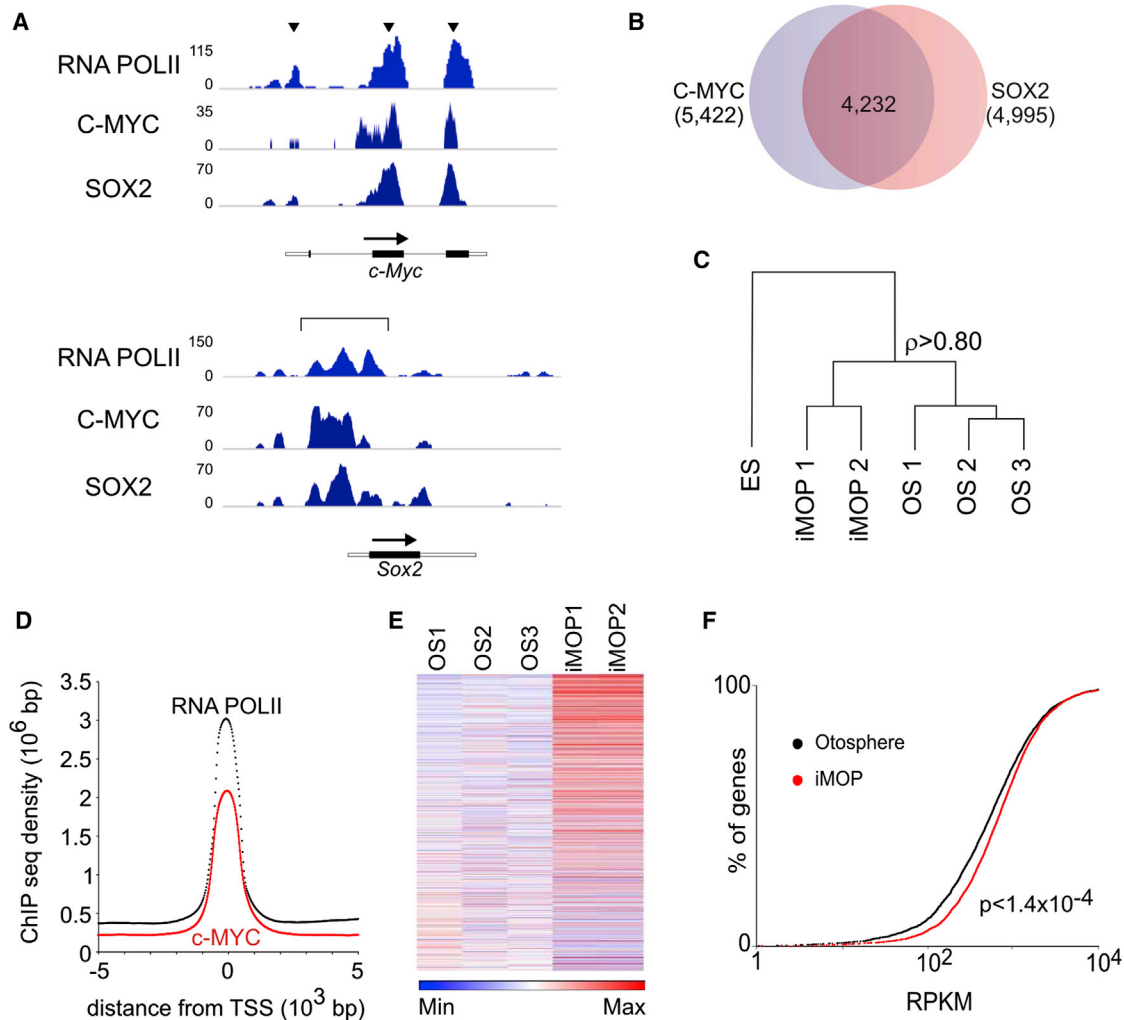 A
RNA POLII
115
0
C-MYC
35
0
SOX2
70
0
c-Myc
RNA POLII
150
0
C-MYC
70
0
SOX2
70
0
Sox2
B
C-MYC
(5,422)
4,232
SOX2
(4,995)
C
ρ>0.80
ES
iMOP 1
iMOP 2
OS 1
OS 2
OS 3
D
ChIP seq density (10⁶ bp)
3.5
3
2.5
2
1.5
1
0.5
0
RNA POLII
c-MYC
-5
0
5
distance from TSS (10³ bp)
E
OS1
OS2
OS3
iMOP1
iMOP2
Min
Max
F
% of genes
100
0
Otosphere
iMOP
p<1.4x10⁻⁴
1
10²
10⁴
RPKM